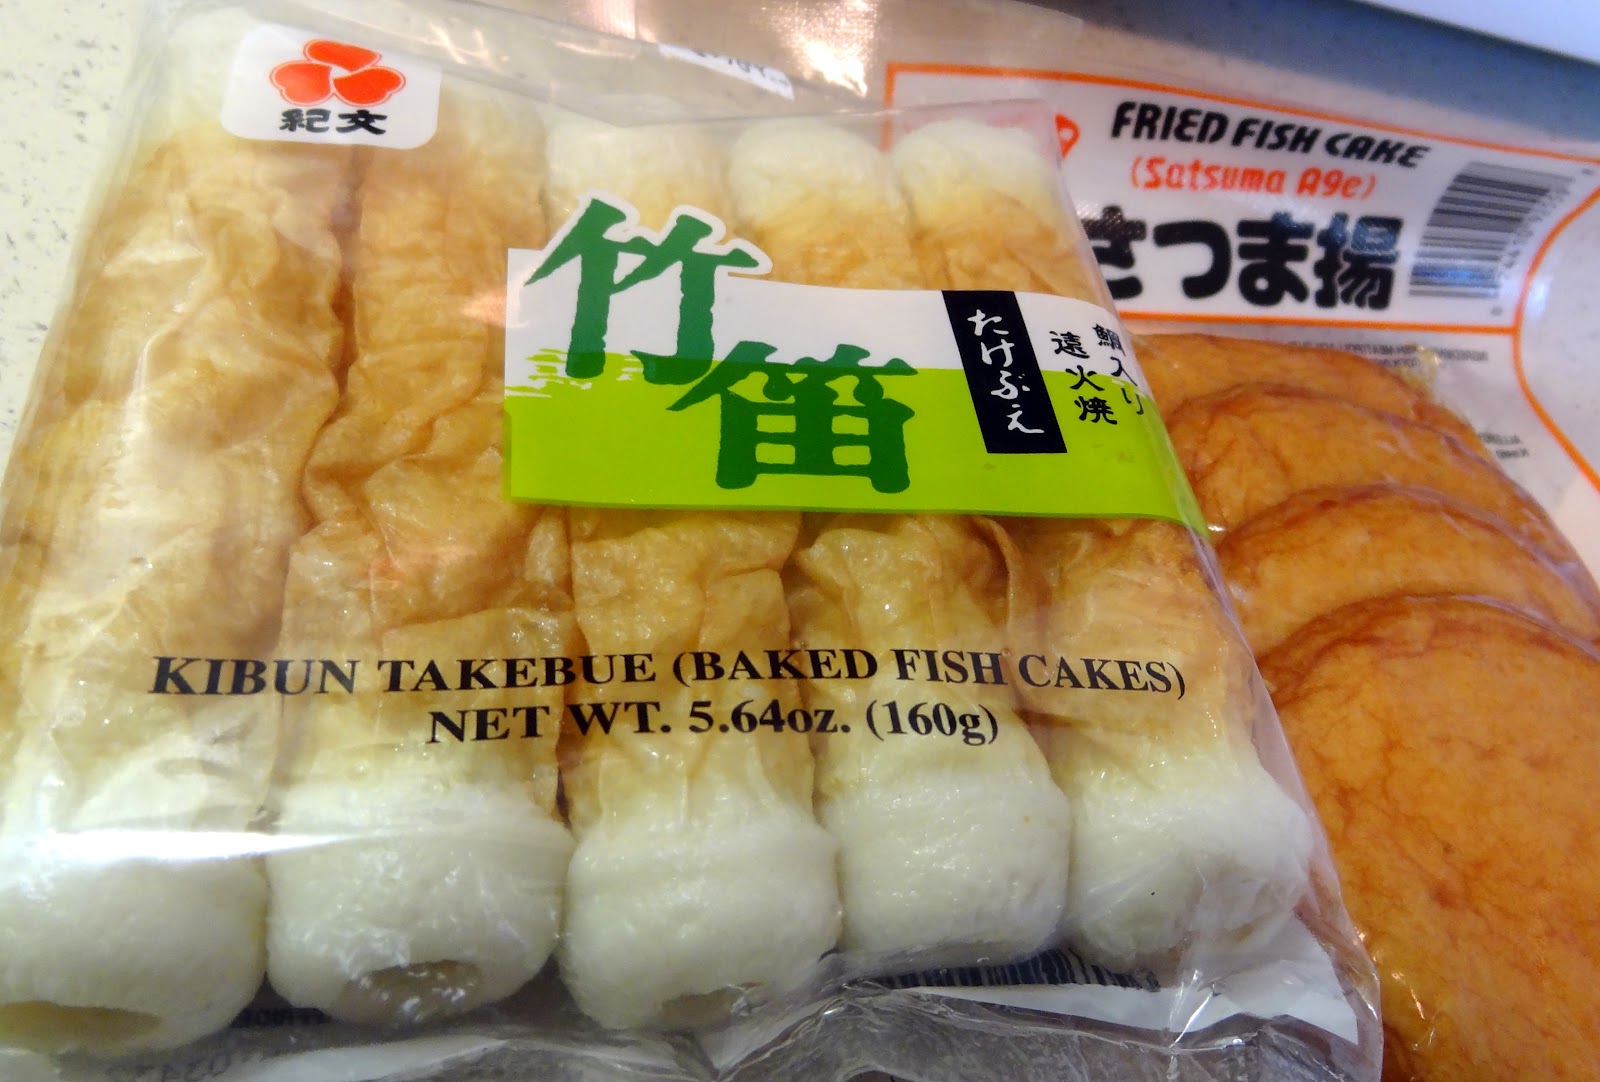 紀文
竹笛
たけぶえ
鯛入り
遠火焼
KIBUN TAKEBUE (BAKED FISH CAKES)
NET WT. 5.64oz. (160g)
FRIED FISH CAKE
(Satsuma Age)
さつま揚